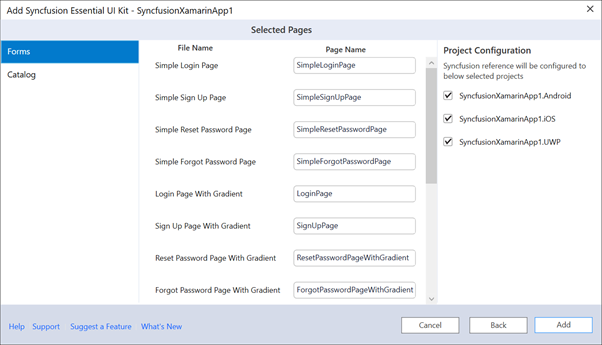 Add Syncfusion Essential UI Kit - SyncfusionXamarinApp1
Selected Pages
Forms
Catalog
File Name Page Name
Simple Login Page SimpleLoginPage
Simple Sign Up Page SimpleSignUpPage
Simple Reset Password Page SimpleResetPasswordPage
Simple Forgot Password Page SimpleForgotPasswordPage
Login Page With Gradient LoginPage
Sign Up Page With Gradient SignUpPage
Reset Password Page With Gradient ResetPasswordPageWithGradient
Forgot Password Page With Gradient ForgotPasswordPageWithGradient
Project Configuration
Syncfusion reference will be configured to
below selected projects
SyncfusionXamarinApp1.Android
SyncfusionXamarinApp1.iOS
SyncfusionXamarinApp1.UWP
Help Support Suggest a Feature What's New Cancel Back Add